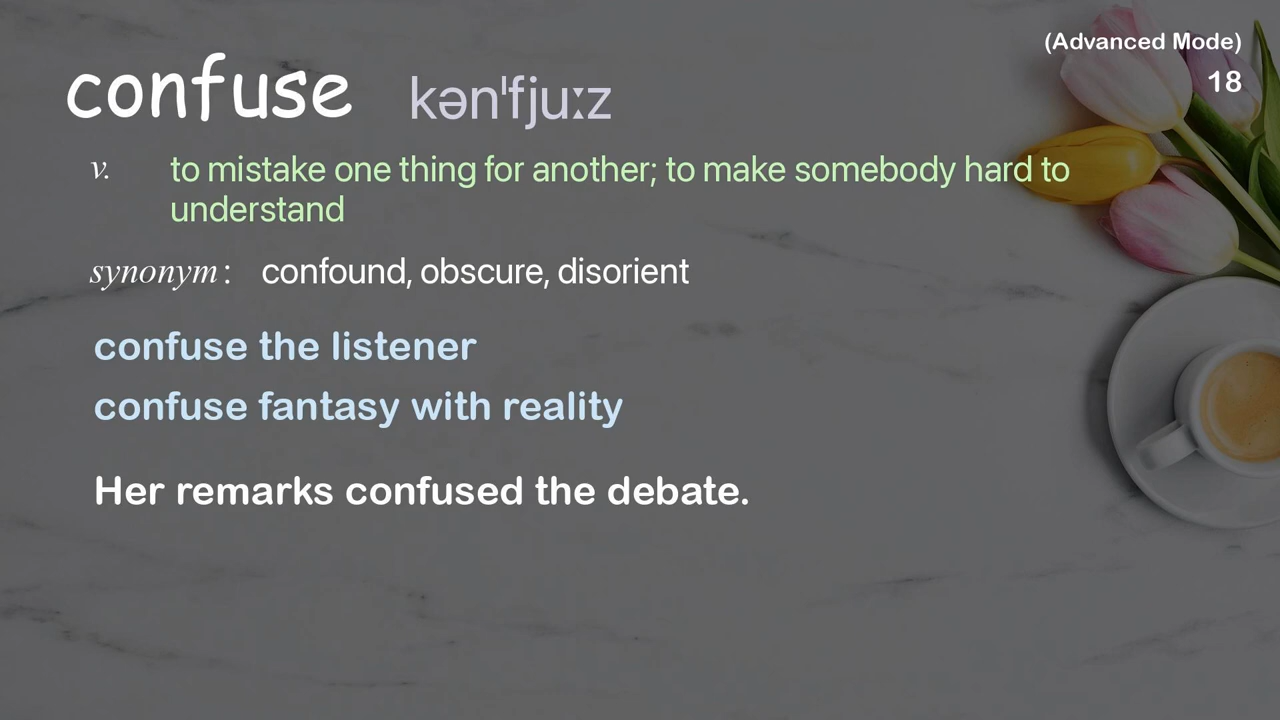 (Advanced Mode)
18
confuse kənˈfjuːz
v. to mistake one thing for another; to make somebody hard to
understand
synonym: confound, obscure, disorient
confuse the listener
confuse fantasy with reality
Her remarks confused the debate.